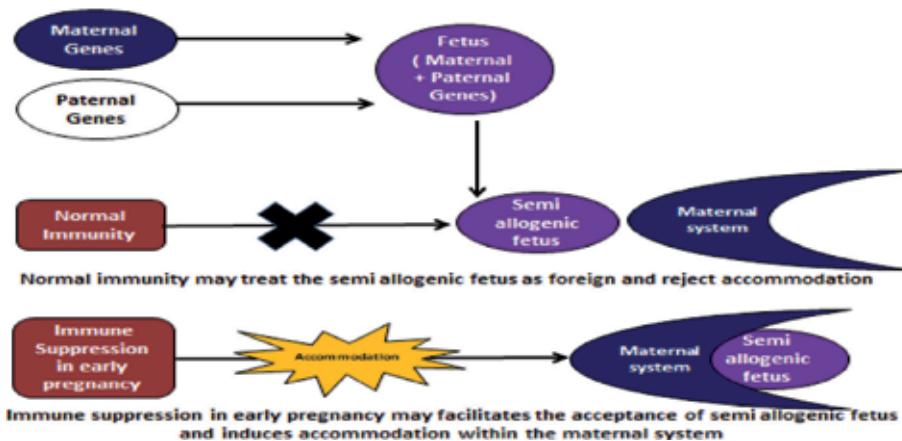 Maternal
Genes
Fetus
( Maternal
+ Paternal
Genes)
Paternal
Genes
Normal
Immunity
Semi
allogenic
fetus
Maternal
system
Normal immunity may treat the semi allogenic fetus as foreign and reject accommodation
Immune
Suppression
in early
pregnancy
Accommodation
Maternal
system
Semi
allogenic
fetus
Immune suppression in early pregnancy may facilitates the acceptance of semi allogenic fetus
and induces accommodation within the maternal system